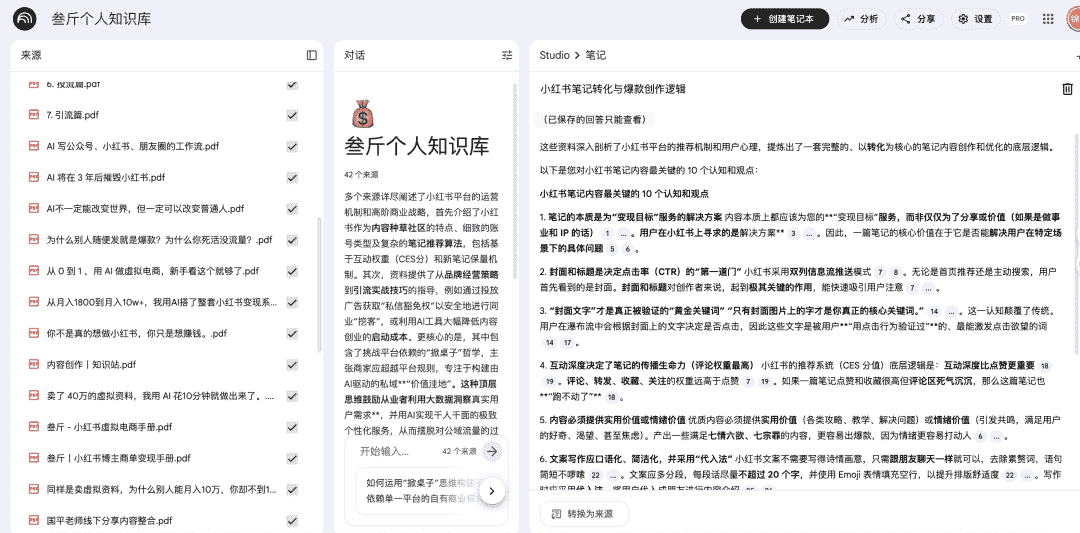 叁斤个人知识库
+ 创建笔记本
分析
分享
设置
PRO
来源
6. 投流篇.pdf
7. 引流篇.pdf
AI 写公众号、小红书、朋友圈的工作流.pdf
AI 将在 3 年后摧毁小红书.pdf
AI不一定能改变世界，但一定可以改变普通人.pdf
为什么别人随便发就是爆款？为什么你死活没流量？.pdf
从 0 到 1 ，用 AI 做虚拟电商，新手看这个就够了.pdf
从月入1800到月入10w+，我用AI搭了整套小红书变现系...
你不是真的想做小红书，你只是想赚钱。.pdf
内容创作丨知识站.pdf
卖了 40万的虚拟资料，我用 AI 花10分钟就做出来了。....
叁斤 - 小红书虚拟电商手册.pdf
叁斤丨小红书博主商单变现手册.pdf
同样是卖虚拟资料，为什么别人能月入10万，你却不到1...
国平老师线下分享内容整合.pdf
对话
叁斤个人知识库
42 个来源
多个来源详尽阐述了小红书平台的运营
机制和高阶商业战略，首先介绍了小红
书作为内容种草社区的特点、细致的账
号类型及复杂的笔记推荐算法，包括基
于互动权重（CES分）和新笔记保量机
制。其次，资料提供了从品牌经营策略
到引流实战技巧的指导，例如通过投放
广告获取“私信豁免权”以安全地进行同
业“挖客”，或利用AI工具大幅降低内容
创业的启动成本。更核心的是，其中包
含了挑战平台依赖的“掀桌子”哲学，主
张商家应超越平台规则，专注于构建由
AI驱动的私域**“价值洼地”。这种顶层
思维鼓励从业者利用大数据洞察真实用
户需求**，并用AI实现千人千面的极致
个性化服务，从而摆脱对公域流量的过
开始输入...
42 个来源
如何运用“掀桌子”思维构建
依赖单一平台的自有商业
Studio > 笔记
小红书笔记转化与爆款创作逻辑
（已保存的回答只能查看）
这些资料深入剖析了小红书平台的推荐机制和用户心理，提炼出了一套完整的、以转化为核心的笔记内容创作和优化的底层逻辑。
以下是您对小红书笔记内容最关键的 10 个认知和观点：
小红书笔记内容最关键的 10 个认知和观点
1. 笔记的本质是为“变现目标”服务的解决方案 内容本质上都应该为您的**“变现目标”服务，而非仅仅为了分享或价值（如果是做事
业和 IP 的话） 1 ... 。用户在小红书上寻求的是解决方案** 3 ... 。因此，一篇笔记的核心价值在于它是否能解决用户在特定场
景下的具体问题 5 6 。
2. 封面和标题是决定点击率（CTR）的“第一道门” 小红书采用双列信息流推送模式 7 8 。无论是首页推荐还是主动搜索，用户
首先看到的是封面。封面和标题对创作者来说，起到极其关键的作用，能快速吸引用户注意 7 ... 。
3. “封面文字”才是真正被验证的“黄金关键词” “只有封面图片上的字才是你真正的核心关键词。” 14 ... 。这一认知颠覆了传统。
用户在瀑布流中会根据封面上的文字决定是否点击，因此这些文字是被用户**“用点击行为验证过”**的、最能激发点击欲望的词
14 17 。
4. 互动深度决定了笔记的传播生命力（评论权重最高） 小红书的推荐系统（CES 分值）底层逻辑是：互动深度比点赞更重要 18
19 。评论、转发、收藏、关注的权重远高于点赞 7 19 。如果一篇笔记点赞和收藏很高但评论区死气沉沉，那么这篇笔记也
**“跑不动了”** 18 。
5. 内容必须提供实用价值或情绪价值 优质内容必须提供实用价值（各类攻略、教学、解决问题）或情绪价值（引发共鸣，满足用户
的好奇、渴望、甚至焦虑）。产出一些满足七情六欲、七宗罪的内容，更容易出爆款，因为情绪更容易打动人 6 ... 。
6. 文案写作应口语化、简洁化，并采用“代入法” 小红书文案不需要写得诗情画意，只需跟朋友聊天一样就可以，去除累赘词，语句
简短不啰嗦 22 ... 。文案应多分段，每段话尽量不超过 20 个字，并使用 Emoji 表情填充空行，以提升排版舒适度 22 ... 。写作
转换为来源